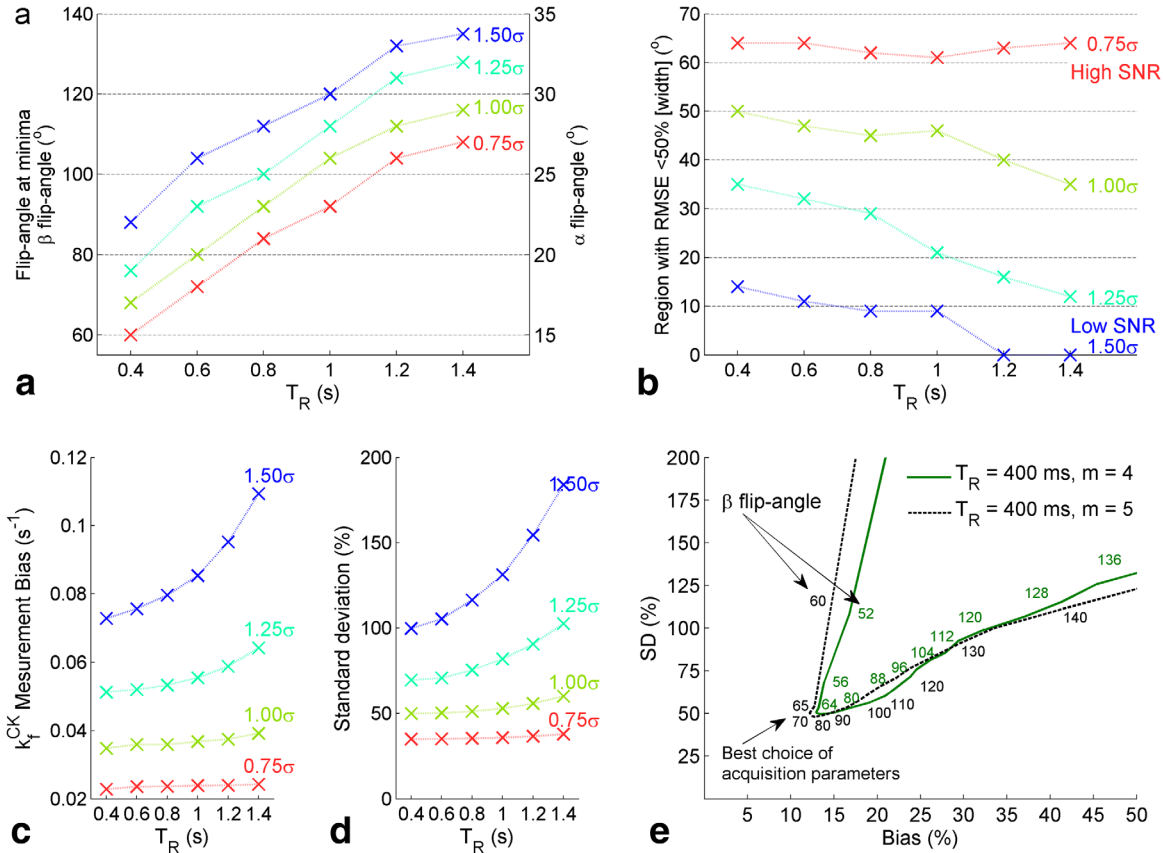 a
140
120
100
80
60
35
30
25
20
15
1.50σ
1.25σ
1.00σ
0.75σ
Flip-angle at minima
β flip-angle (°)
α flip-angle (°)
0.4 0.6 0.8 1 1.2 1.4
T_R (s)
a
70
60
50
40
30
20
10
0
Region with RMSE <50% [width] (°)
0.75σ
High SNR
1.00σ
1.25σ
Low SNR
1.50σ
0.4 0.6 0.8 1 1.2 1.4
T_R (s)
b
0.12
0.1
0.08
0.06
0.04
0.02
k_f^CK Mesurement Bias (s⁻¹)
1.50σ
1.25σ
1.00σ
0.75σ
0.4 0.6 0.8 1 1.2 1.4
T_R (s)
c
200
150
100
50
0
Standard deviation (%)
1.50σ
1.25σ
1.00σ
0.75σ
0.4 0.6 0.8 1 1.2 1.4
T_R (s)
d
200
175
150
125
100
75
50
25
SD (%)
T_R = 400 ms, m = 4
T_R = 400 ms, m = 5
β flip-angle
60
52
136
128
140
120
112
130
104
96
120
56
88
110
80
100
64
65
90
70
80
Best choice of
acquisition parameters
5 10 15 20 25 30 35 40 45 50
Bias (%)
e